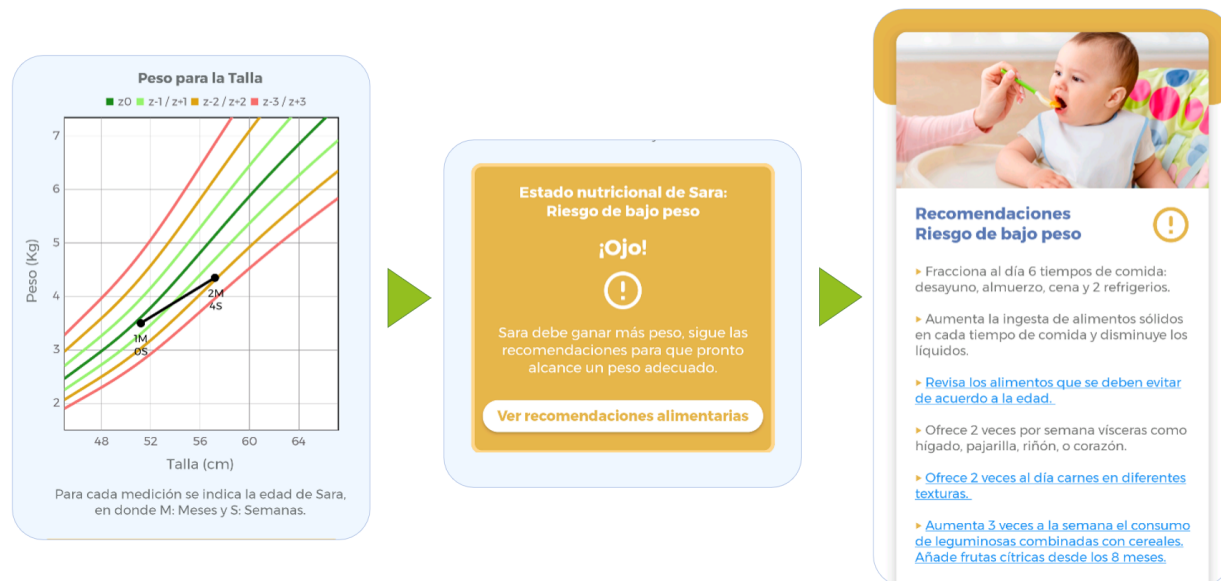 Peso para la Talla
z0 z-1 / z+1 z-2 / z+2 z-3 / z+3
7
6
5
4
3
2
Peso (Kg)
1M
0S
2M
4S
48 52 56 60 64
Talla (cm)
Para cada medición se indica la edad de Sara,
en donde M: Meses y S: Semanas.
Estado nutricional de Sara:
Riesgo de bajo peso
¡Ojo!
Sara debe ganar más peso, sigue las
recomendaciones para que pronto
alcance un peso adecuado.
Ver recomendaciones alimentarias
Recomendaciones
Riesgo de bajo peso
▸ Fracciona al día 6 tiempos de comida:
desayuno, almuerzo, cena y 2 refrigerios.
▸ Aumenta la ingesta de alimentos sólidos
en cada tiempo de comida y disminuye los
líquidos.
▸ Revisa los alimentos que se deben evitar
de acuerdo a la edad.
▸ Ofrece 2 veces por semana vísceras como
hígado, pajarilla, riñón, o corazón.
▸ Ofrece 2 veces al día carnes en diferentes
texturas.
▸ Aumenta 3 veces a la semana el consumo
de leguminosas combinadas con cereales.
Añade frutas cítricas desde los 8 meses.